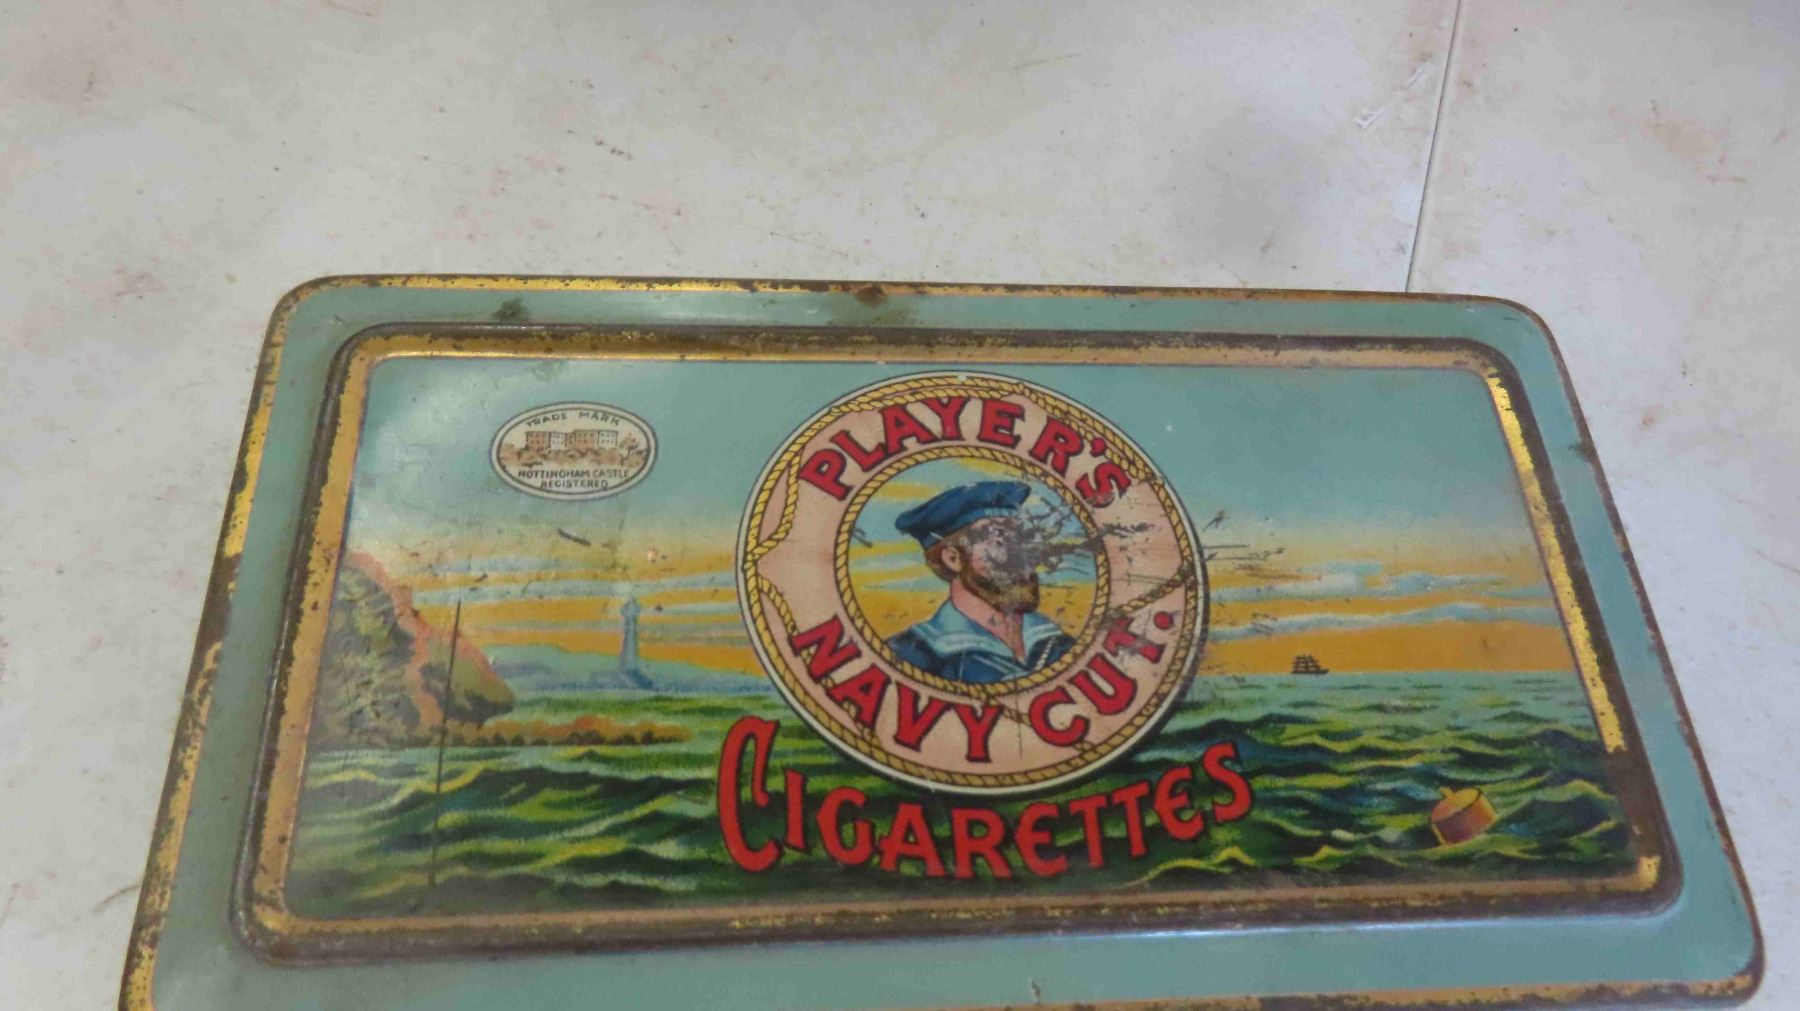 TRADE MARK
NOTTINGHAM CASTLE
REGISTERED
PLAYER'S
NAVY CUT.
CIGARETTES